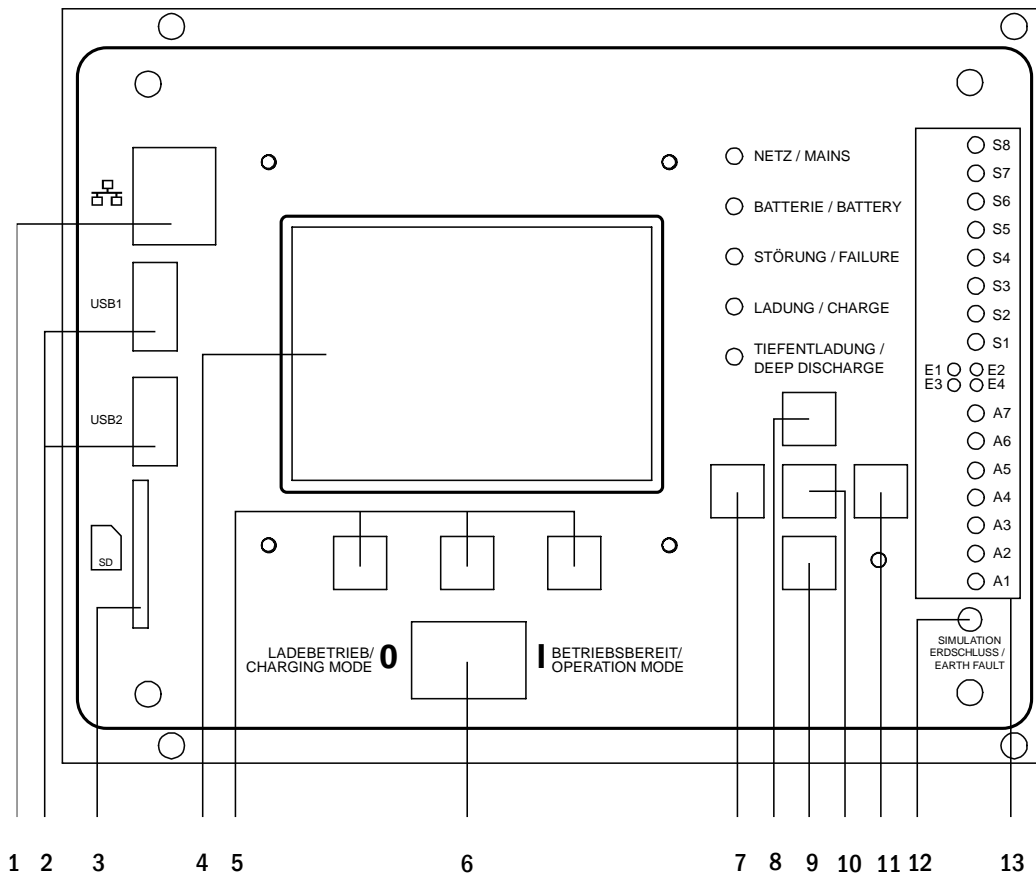 NETZ / MAINS
BATTERIE / BATTERY
STÖRUNG / FAILURE
LADUNG / CHARGE
TIEFENTLADUNG /
DEEP DISCHARGE
USB1
USB2
SD
S8
S7
S6
S5
S4
S3
S2
S1
E1 E2
E3 E4
A7
A6
A5
A4
A3
A2
A1
LADEBETRIEB/
CHARGING MODE
0
I
BETRIEBSBEREIT/
OPERATION MODE
SIMULATION
ERDSCHLUSS /
EARTH FAULT
1 2 3 4 5 6 7 8 9 10 11 12 13